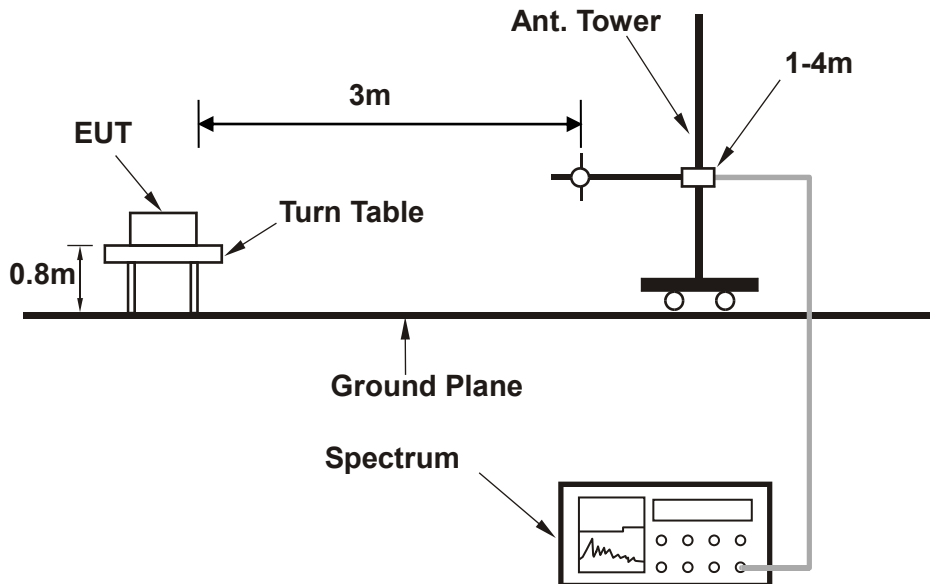 Ant. Tower
1-4m
3m
EUT
Turn Table
0.8m
Ground Plane
Spectrum